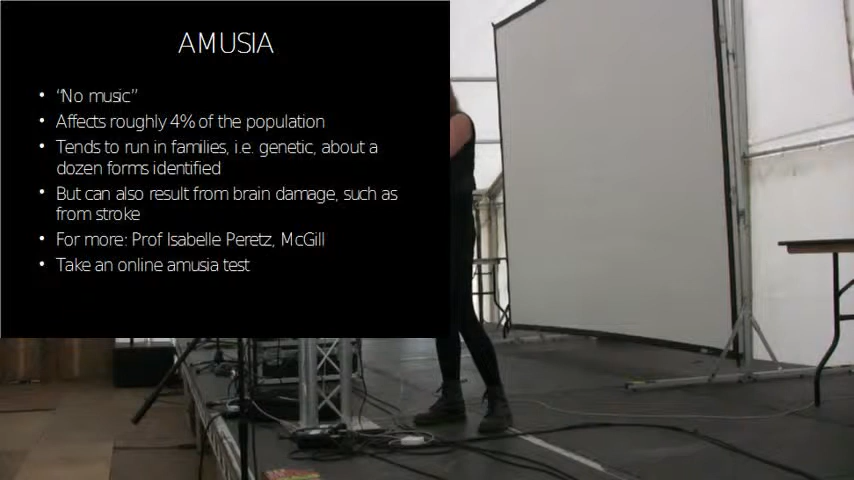 AMUSIA
• “No music”
• Affects roughly 4% of the population
• Tends to run in families, i.e. genetic, about a
dozen forms identified
• But can also result from brain damage, such as
from stroke
• For more: Prof Isabelle Peretz, McGill
• Take an online amusia test